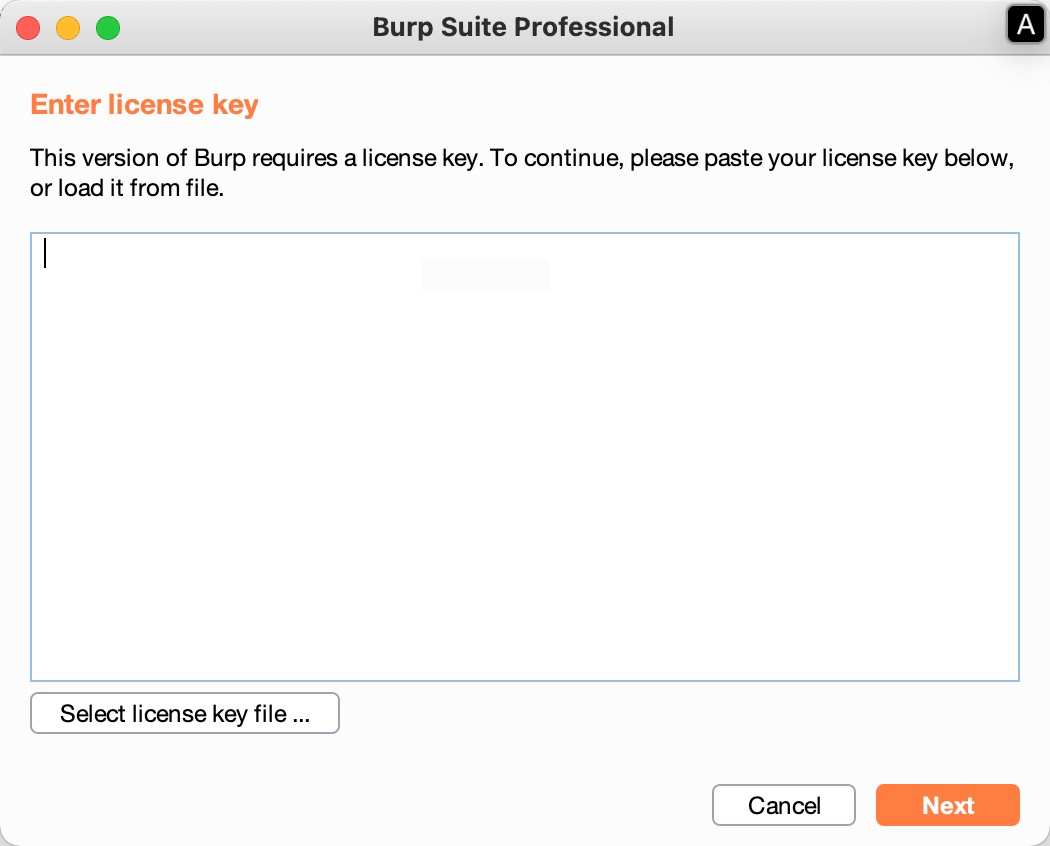 Burp Suite Professional
A
Enter license key
This version of Burp requires a license key. To continue, please paste your license key below,
or load it from file.
Select license key file ...
Cancel
Next